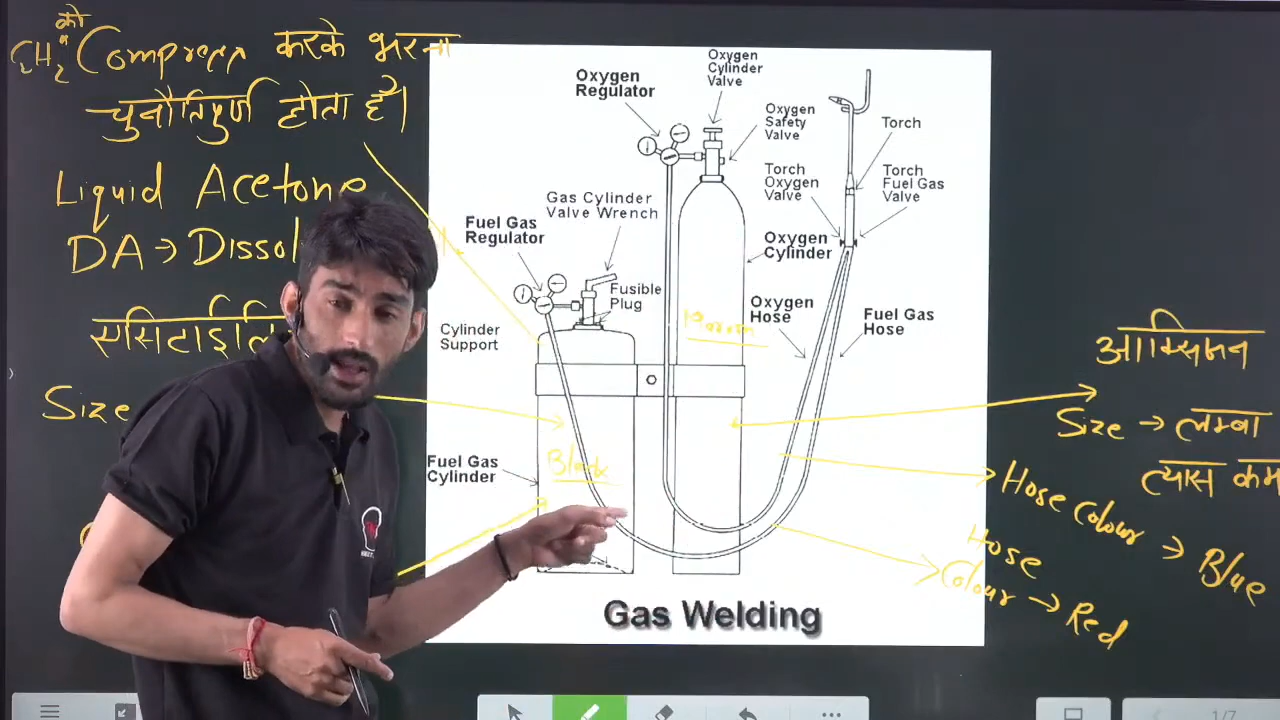 को
C₂H₂ Compress करके भरना
चुनौतिपुर्ण होता है।
Liquid Acetone
DA → Dissol
एसिटाईलि
Size
Oxygen
Regulator
Oxygen
Cylinder
Valve
Oxygen
Safety
Valve
Torch
Torch
Oxygen
Valve
Torch
Fuel Gas
Valve
Gas Cylinder
Valve Wrench
Fuel Gas
Regulator
Fusible
Plug
Oxygen
Cylinder
Oxygen
Hose
Fuel Gas
Hose
Cylinder
Support
Fuel Gas
Cylinder
Black
Gas Welding
Size → लम्बा
व्यास कम
Hose Colour → Blue
Hose
Colour → Red
1/7